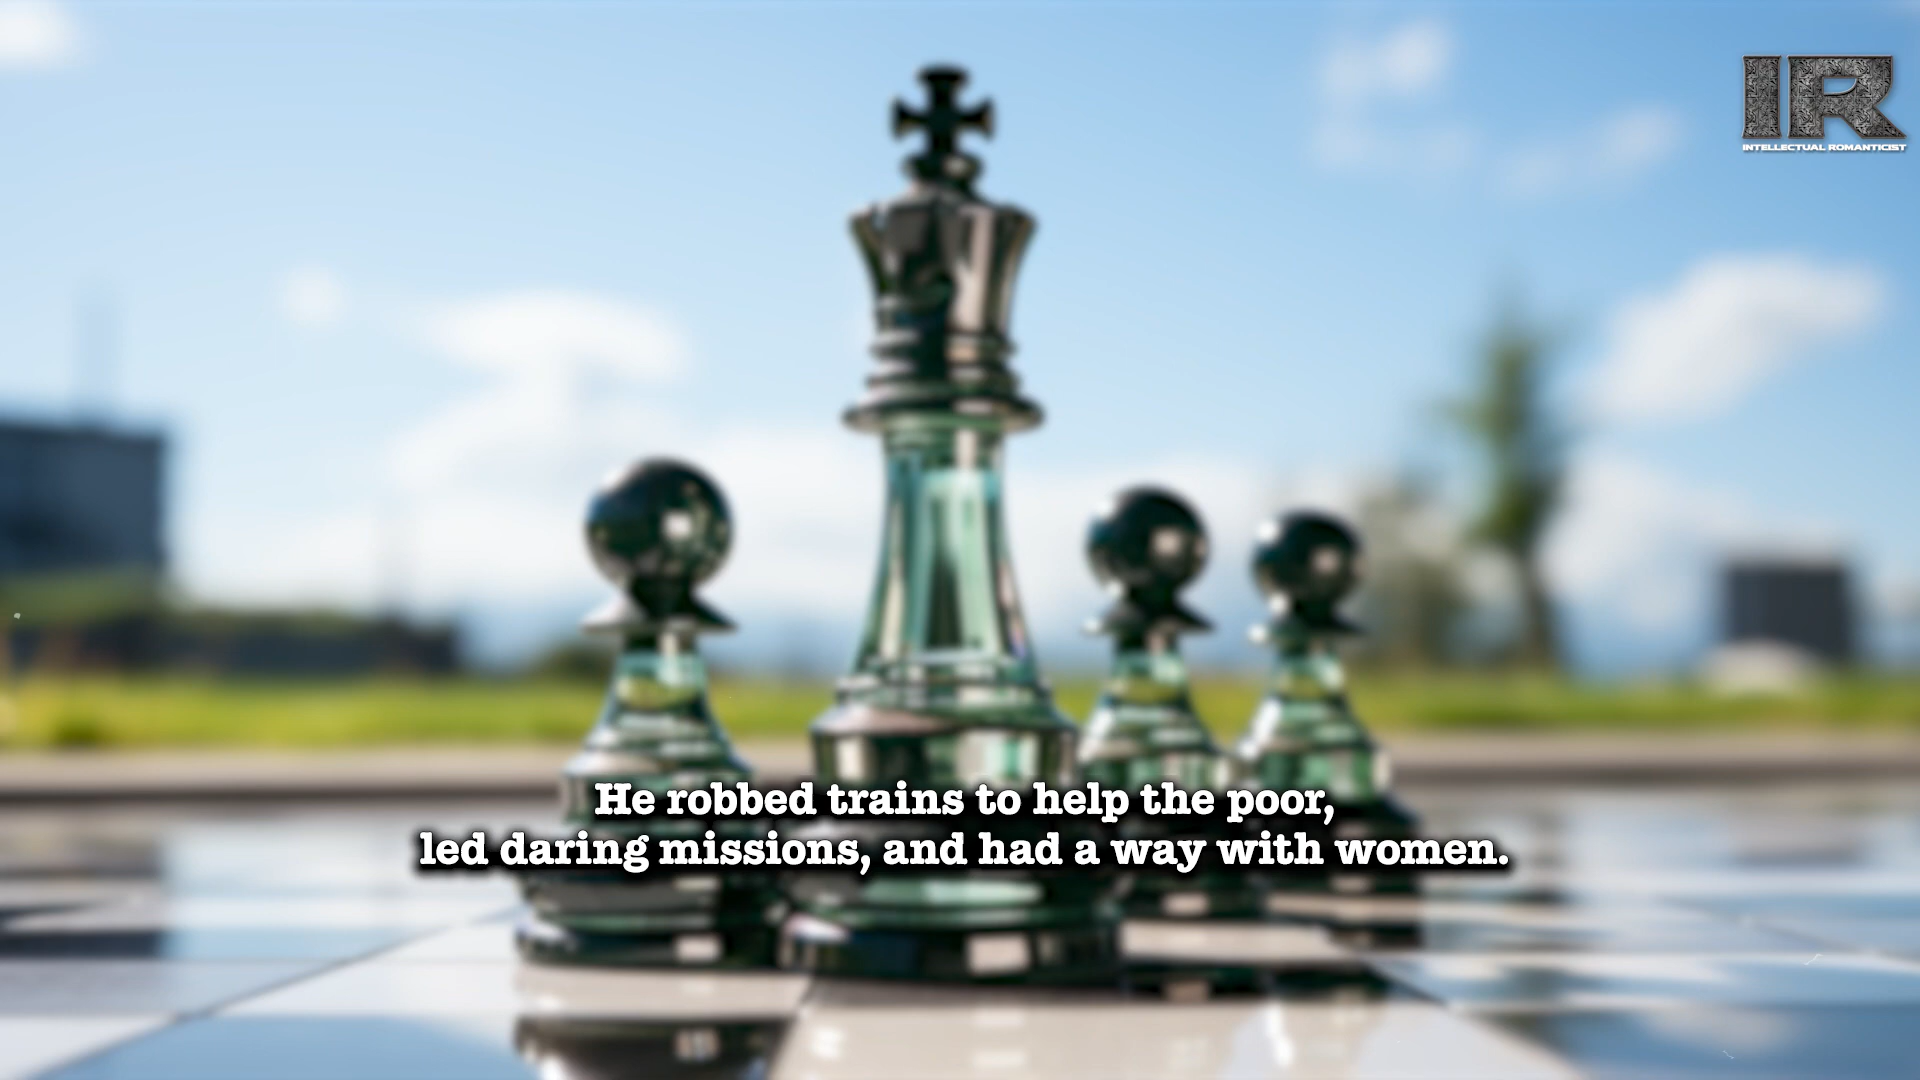 IR
INTELLECTUAL ROMANTICIST
He robbed trains to help the poor,
led daring missions, and had a way with women.